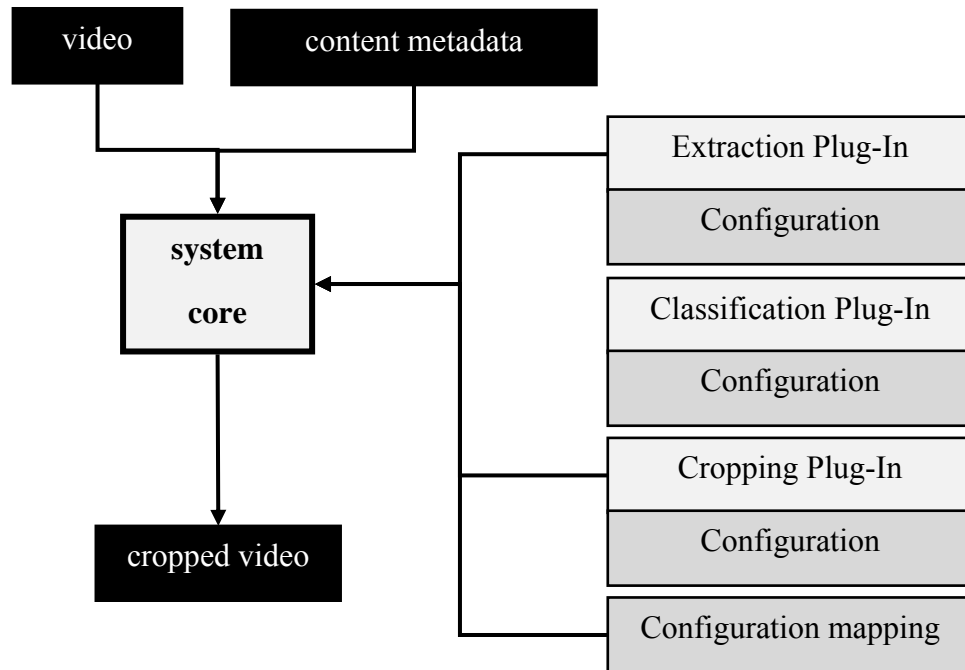 video
content metadata
Extraction Plug-In
Configuration
system
core
Classification Plug-In
Configuration
Cropping Plug-In
Configuration
cropped video
Configuration mapping